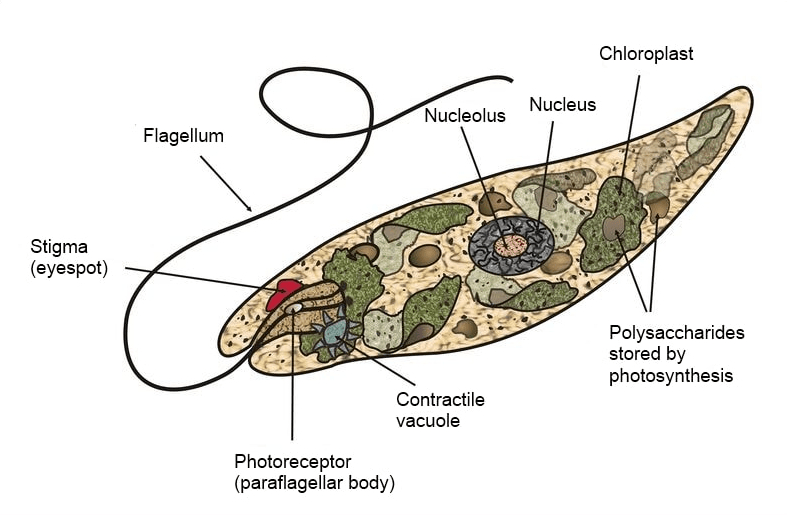 Chloroplast
Nucleolus
Nucleus
Flagellum
Stigma
(eyespot)
Polysaccharides
stored by
photosynthesis
Contractile
vacuole
Photoreceptor
(paraflagellar body)